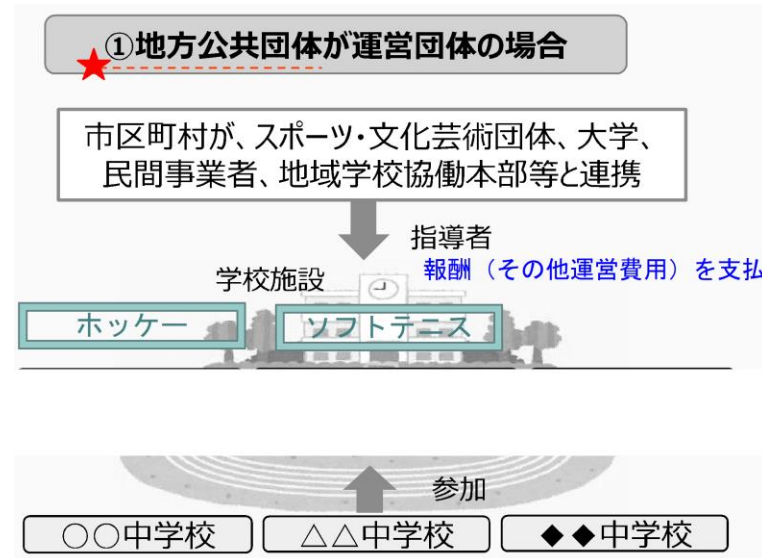 ①地方公共団体が運営団体の場合
市区町村が、スポーツ・文化芸術団体、大学、
民間事業者、地域学校協働本部等と連携
指導者
報酬（その他運営費用）を支払
学校施設
ホッケー
ソフトテニス
参加
○○中学校
△△中学校
◆◆中学校